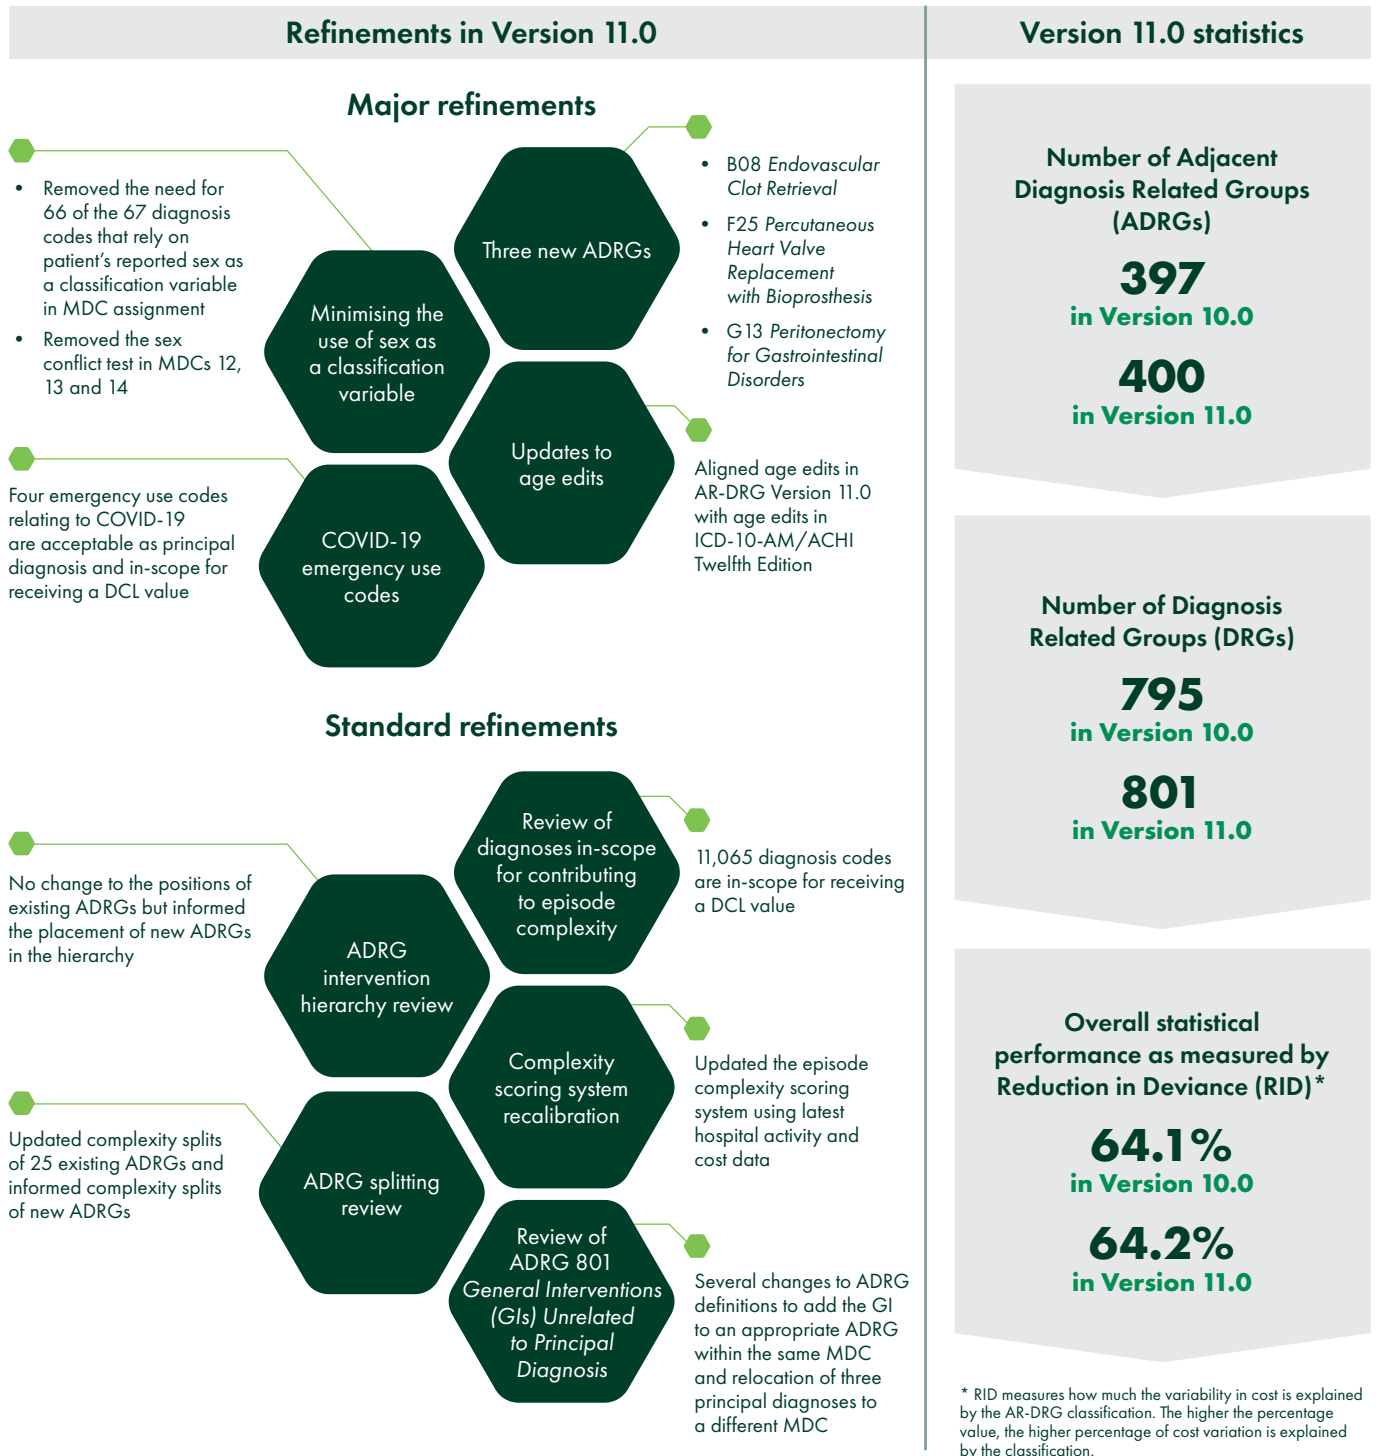 Refinements in Version 11.0
Major refinements
• Removed the need for
66 of the 67 diagnosis
codes that rely on
patient's reported sex as
a classification variable
in MDC assignment
• Removed the sex
conflict test in MDCs 12,
13 and 14
Minimising the
use of sex as
a classification
variable
Three new ADRGs
• B08 Endovascular
Clot Retrieval
• F25 Percutaneous
Heart Valve
Replacement
with Bioprosthesis
• G13 Peritonectomy
for Gastrointestinal
Disorders
Four emergency use codes
relating to COVID-19
are acceptable as principal
diagnosis and in-scope for
receiving a DCL value
COVID-19
emergency use
codes
Updates to
age edits
Aligned age edits in
AR-DRG Version 11.0
with age edits in
ICD-10-AM/ACHI
Twelfth Edition
Standard refinements
Review of
diagnoses in-scope
for contributing
to episode
complexity
11,065 diagnosis codes
are in-scope for receiving
a DCL value
No change to the positions of
existing ADRGs but informed
the placement of new ADRGs
in the hierarchy
ADRG
intervention
hierarchy review
Complexity
scoring system
recalibration
Updated the episode
complexity scoring
system using latest
hospital activity and
cost data
Updated complexity splits
of 25 existing ADRGs and
informed complexity splits
of new ADRGs
ADRG splitting
review
Review of
ADRG 801
General Interventions
(GIs) Unrelated
to Principal
Diagnosis
Several changes to ADRG
definitions to add the GI
to an appropriate ADRG
within the same MDC
and relocation of three
principal diagnoses to
a different MDC
Version 11.0 statistics
Number of Adjacent
Diagnosis Related Groups
(ADRGs)
397
in Version 10.0
400
in Version 11.0
Number of Diagnosis
Related Groups (DRGs)
795
in Version 10.0
801
in Version 11.0
Overall statistical
performance as measured by
Reduction in Deviance (RID)*
64.1%
in Version 10.0
64.2%
in Version 11.0
* RID measures how much the variability in cost is explained
by the AR-DRG classification. The higher the percentage
value, the higher percentage of cost variation is explained
by the classification.